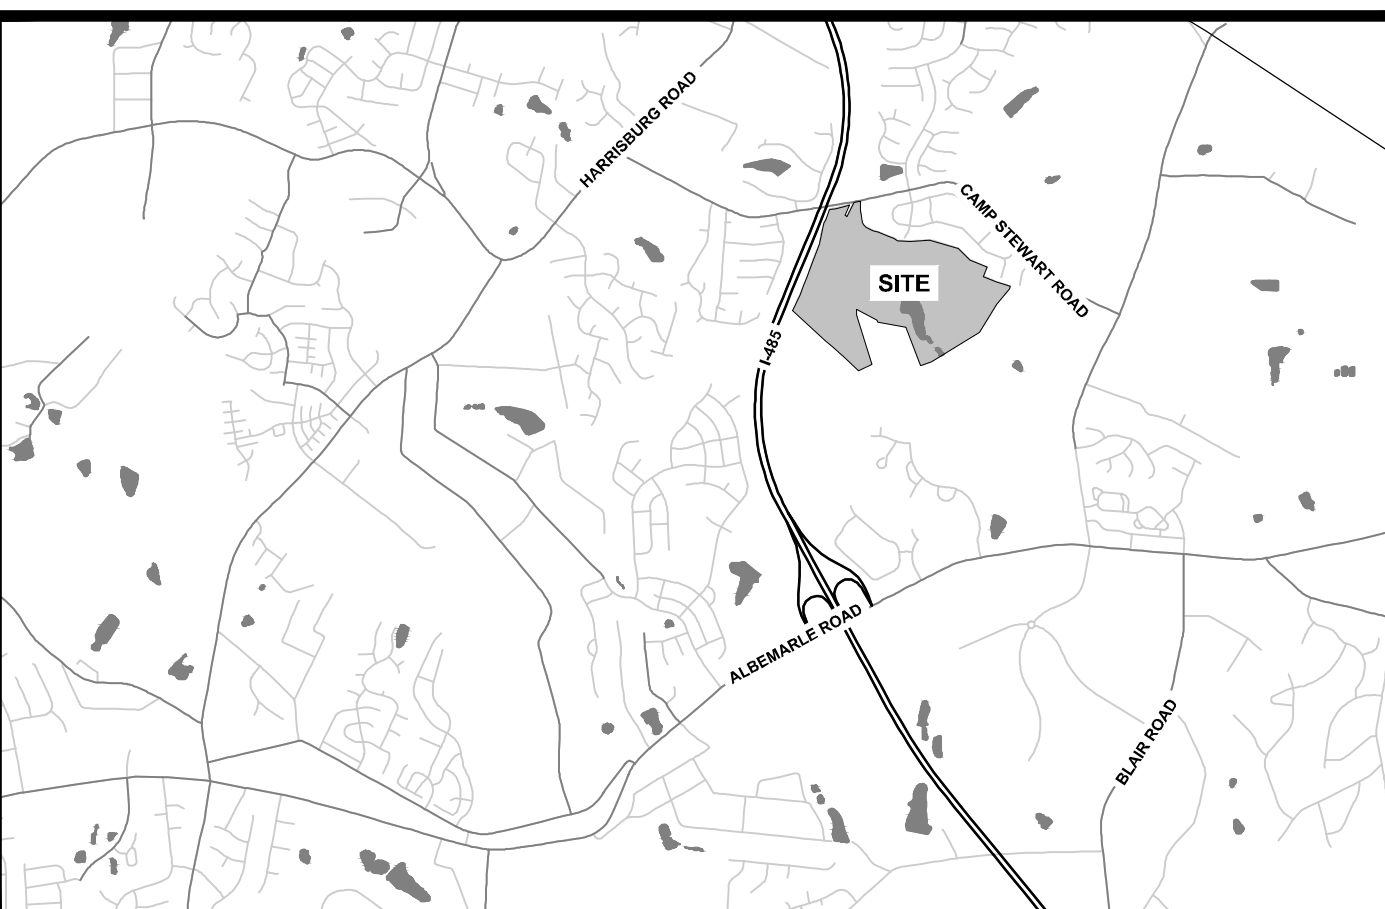 HARRISBURG ROAD
CAMP STEWART ROAD
SITE
I-485
ALBEMARLE ROAD
BLAIR ROAD